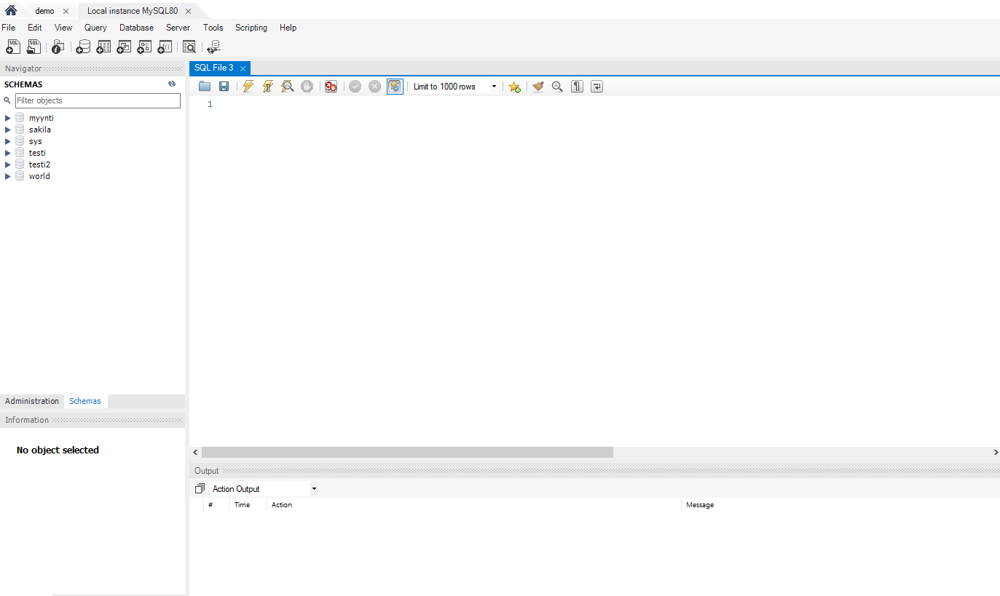 demo Local instance MySQL80
File Edit View Query Database Server Tools Scripting Help
Navigator
SCHEMAS
Filter objects
myynti
sakila
sys
testi
testi2
world
Administration Schemas
Information
No object selected
SQL File 3
Limit to 1000 rows
1
Output
Action Output
# Time Action Message